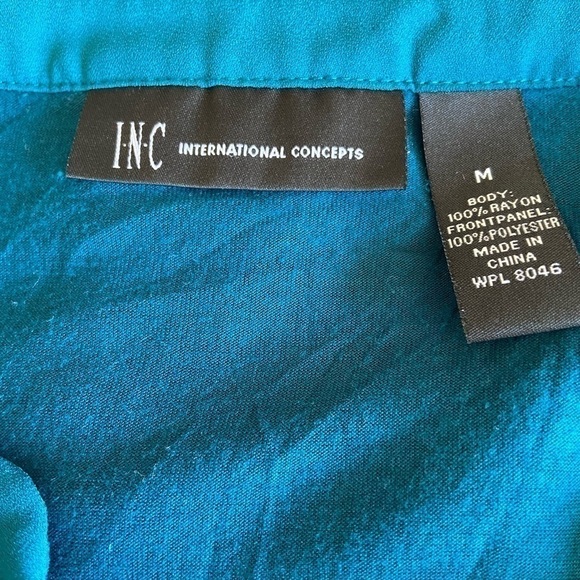 I·N·C INTERNATIONAL CONCEPTS
M
BODY:
100%RAYON
FRONTPANEL:
100%POLYESTER
MADE IN
CHINA
WPL 8046